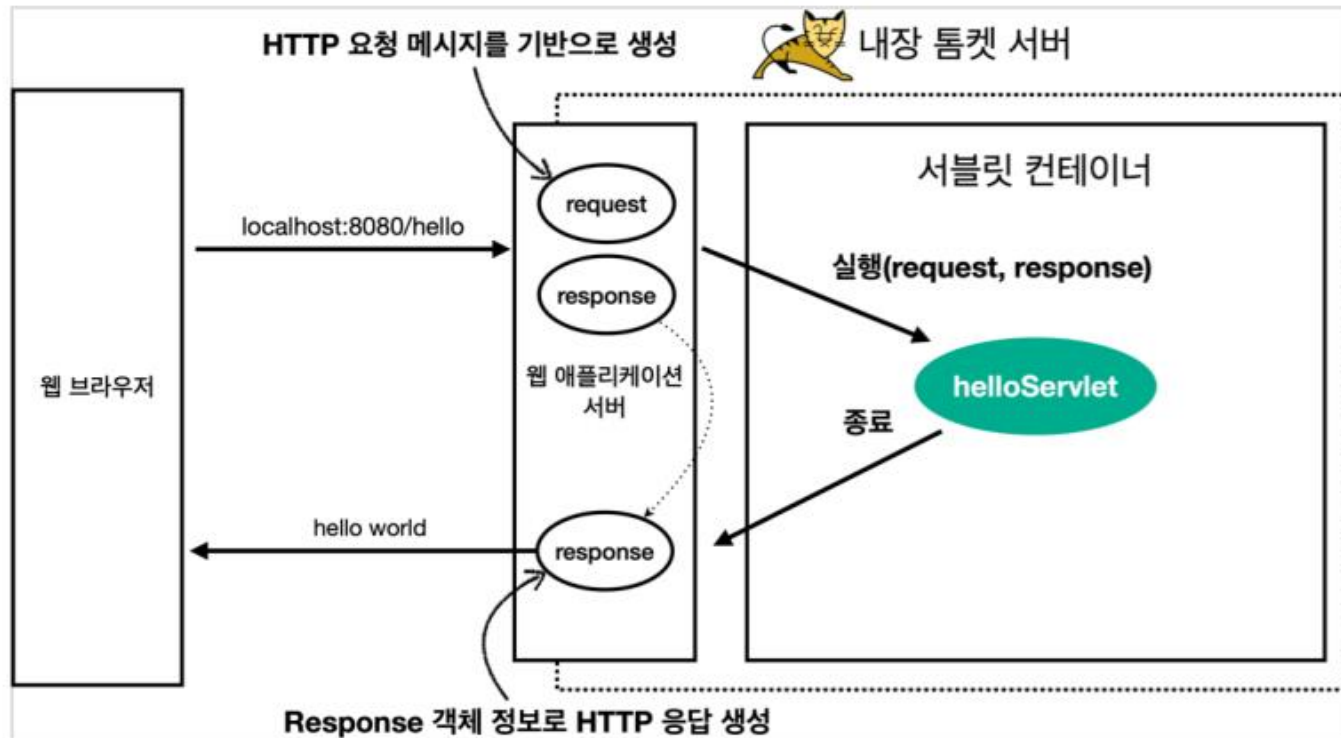 HTTP 요청 메시지를 기반으로 생성
내장 톰켓 서버
서블릿 컨테이너
request
localhost:8080/hello
실행(request, response)
response
웹 브라우저
웹 애플리케이션
서버
helloServlet
종료
hello world
response
Response 객체 정보로 HTTP 응답 생성